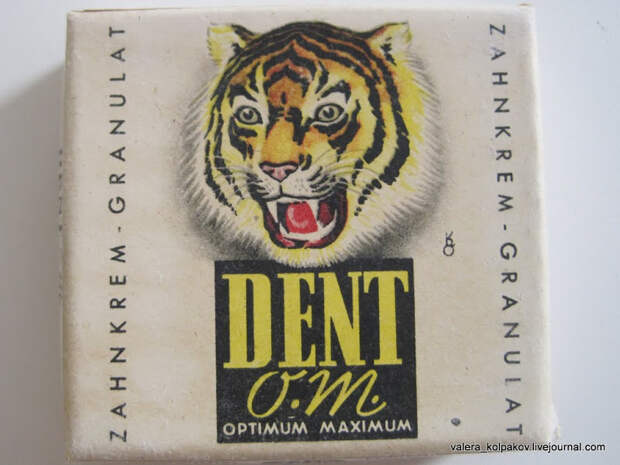 ZAHNKREM-GRANULAT
DENT
O.M.
OPTIMUM MAXIMUM
ZAHNKREM-GRANULAT
valera_kolpakov.livejournal.com